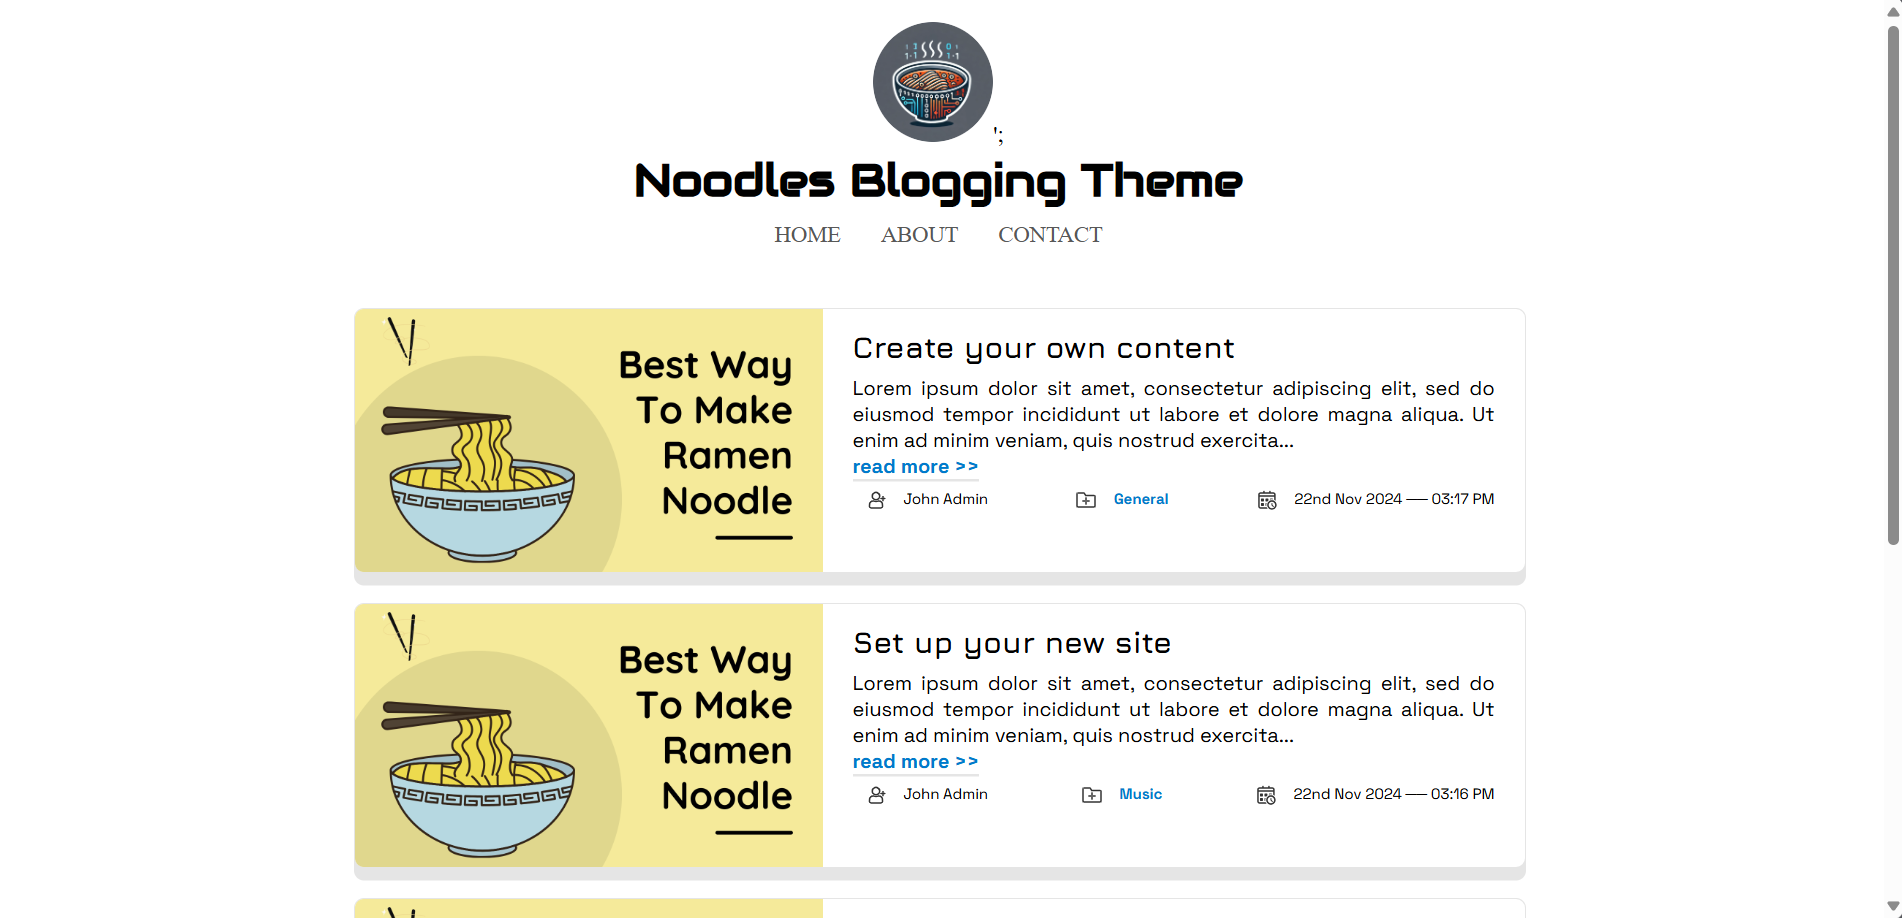 ';
Noodles Blogging Theme
HOME ABOUT CONTACT
Best Way
To Make
Ramen
Noodle
Create your own content
Lorem ipsum dolor sit amet, consectetur adipiscing elit, sed do
eiusmod tempor incididunt ut labore et dolore magna aliqua. Ut
enim ad minim veniam, quis nostrud exercita...
read more >>
John Admin General 22nd Nov 2024 —— 03:17 PM
Best Way
To Make
Ramen
Noodle
Set up your new site
Lorem ipsum dolor sit amet, consectetur adipiscing elit, sed do
eiusmod tempor incididunt ut labore et dolore magna aliqua. Ut
enim ad minim veniam, quis nostrud exercita...
read more >>
John Admin Music 22nd Nov 2024 —— 03:16 PM